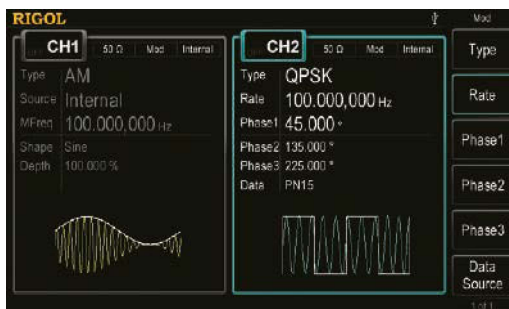 RIGOL
Mod
CH1 50 Ω Mod Internal
Type AM
Source Internal
MFreq 100.000,000 Hz
Shape Sine
Depth 100.000 %
CH2 50 Ω Mod Internal
Type QPSK
Rate 100.000,000 Hz
Phase1 45.000 °
Phase2 135.000 °
Phase3 225.000 °
Data PN15
Type
Rate
Phase1
Phase2
Phase3
Data
Source
1 of 1